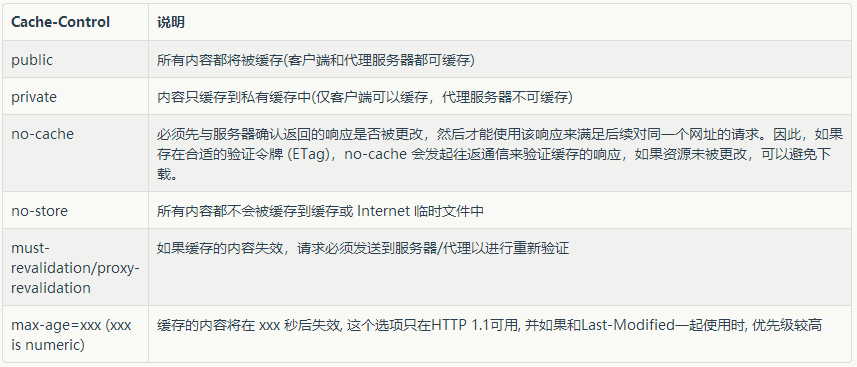 Cache-Control 说明
public 所有内容都将被缓存(客户端和代理服务器都可缓存)
private 内容只缓存到私有缓存中(仅客户端可以缓存，代理服务器不可缓存)
no-cache 必须先与服务器确认返回的响应是否被更改，然后才能使用该响应来满足后续对同一个网址的请求。因此，如果
存在合适的验证令牌 (ETag)，no-cache 会发起往返通信来验证缓存的响应，如果资源未被更改，可以避免下
载。
no-store 所有内容都不会被缓存到缓存或 Internet 临时文件中
must- 如果缓存的内容失效，请求必须发送到服务器/代理以进行重新验证
revalidation/proxy-
revalidation
max-age=xxx (xxx 缓存的内容将在 xxx 秒后失效, 这个选项只在HTTP 1.1可用, 并如果和Last-Modified一起使用时, 优先级较高
is numeric)